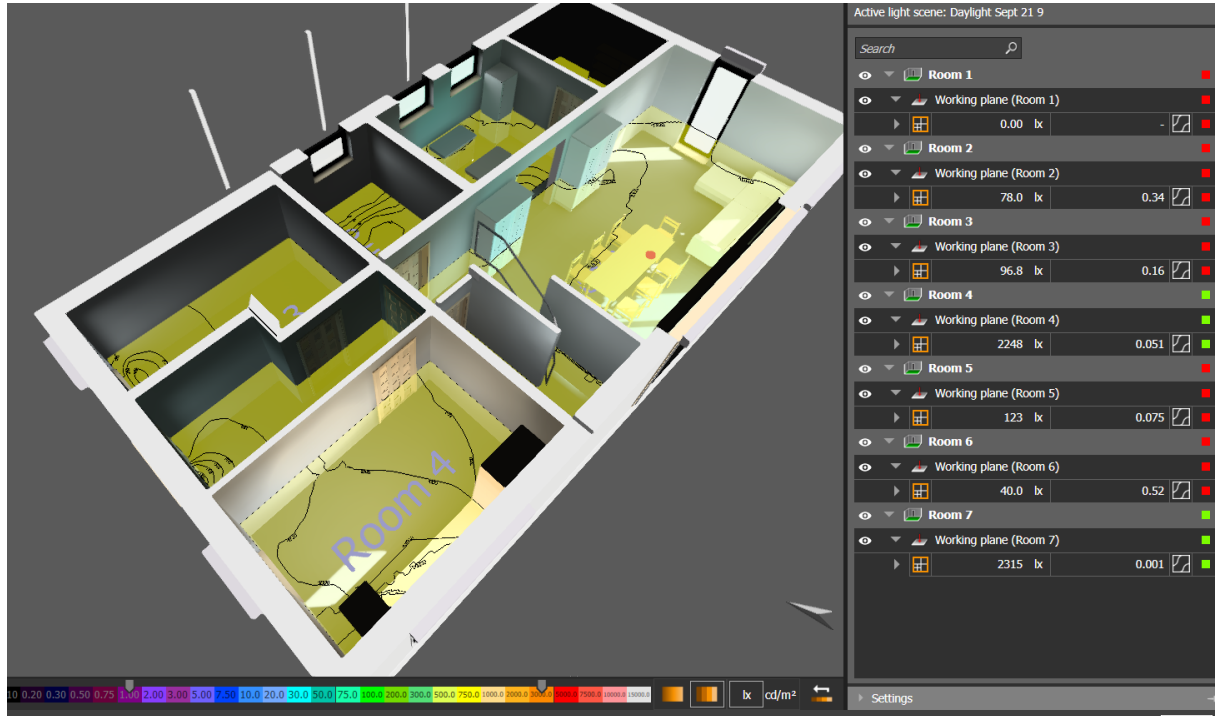 Active light scene: Daylight Sept 21 9
Search
Room 1
Working plane (Room 1)
0.00 lx -
Room 2
Working plane (Room 2)
78.0 lx 0.34
Room 3
Working plane (Room 3)
96.8 lx 0.16
Room 4
Working plane (Room 4)
2248 lx 0.051
Room 5
Working plane (Room 5)
123 lx 0.075
Room 6
Working plane (Room 6)
40.0 lx 0.52
Room 7
Working plane (Room 7)
2315 lx 0.001
Room 4
10 0.20 0.30 0.50 0.75 1.00 2.00 3.00 5.00 7.50 10.0 20.0 30.0 50.0 75.0 100.0 200.0 300.0 500.0 750.0 1000.0 2000.0 3000.0 5000.0 7500.0 10000.0 15000.0
lx cd/m²
Settings